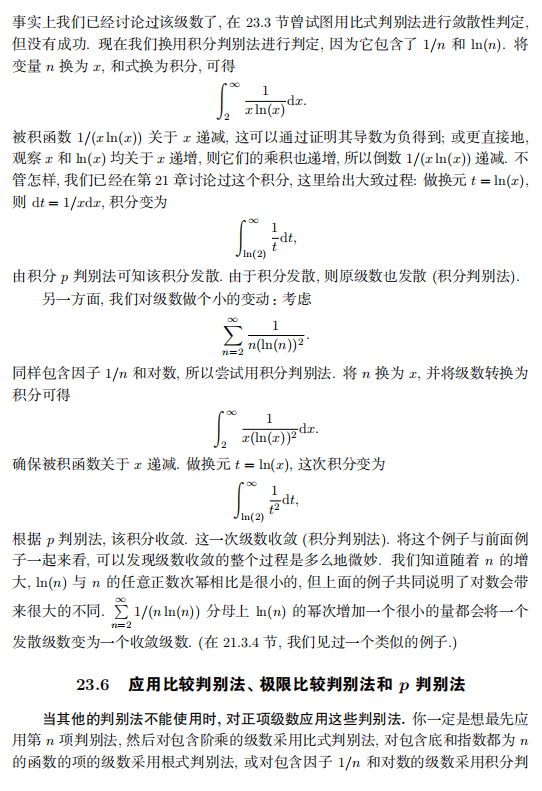 事实上我们已经讨论过该级数了, 在 23.3 节曾试图用比式判别法进行敛散性判定,
但没有成功. 现在我们换用积分判别法进行判定, 因为它包含了 1/n 和 ln(n). 将
变量 n 换为 x, 和式换为积分, 可得
∫_2^∞ 1/(x ln(x)) dx.
被积函数 1/(x ln(x)) 关于 x 递减, 这可以通过证明其导数为负得到; 或更直接地,
观察 x 和 ln(x) 均关于 x 递增, 则它们的乘积也递增, 所以倒数 1/(x ln(x)) 递减. 不
管怎样, 我们已经在第 21 章讨论过这个积分, 这里给出大致过程: 做换元 t = ln(x),
则 dt = 1/xdx, 积分变为
∫_{ln(2)}^∞ 1/t dt,
由积分 p 判别法可知该积分发散. 由于积分发散, 则原级数也发散 (积分判别法).
另一方面, 我们对级数做个小的变动: 考虑
∑_{n=2}^∞ 1/(n(ln(n))²).
同样包含因子 1/n 和对数, 所以尝试用积分判别法. 将 n 换为 x, 并将级数转换为
积分可得
∫_2^∞ 1/(x(ln(x))²) dx.
确保被积函数关于 x 递减. 做换元 t = ln(x), 这次积分变为
∫_{ln(2)}^∞ 1/t² dt,
根据 p 判别法, 该积分收敛. 这一次级数收敛 (积分判别法). 将这个例子与前面例
子一起来看, 可以发现级数收敛的整个过程是多么地微妙. 我们知道随着 n 的增
大, ln(n) 与 n 的任意正数次幂相比是很小的, 但上面的例子共同说明了对数会带
来很大的不同. ∑_{n=2}^∞ 1/(n ln(n)) 分母上 ln(n) 的幂次增加一个很小的量都会将一个
发散级数变为一个收敛级数. (在 21.3.4 节, 我们见过一个类似的例子.)
23.6 应用比较判别法、极限比较判别法和 p 判别法
当其他的判别法不能使用时, 对正项级数应用这些判别法. 你一定是想最先应
用第 n 项判别法, 然后对包含阶乘的级数采用比式判别法, 对包含底和指数都为 n
的函数的项的级数采用根式判别法, 或对包含因子 1/n 和对数的级数采用积分判